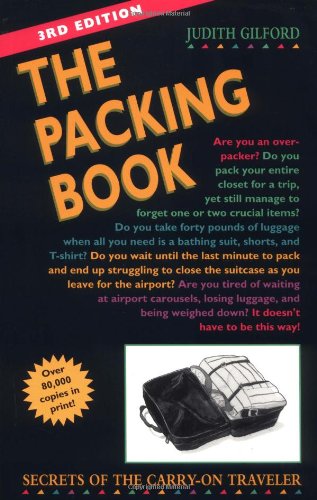 3RD EDITION
JUDITH GILFORD
THE
PACKING
BOOK
Are you an over-
packer? Do you
pack your entire
closet for a trip,
yet still manage to
forget one or two crucial items?
Do you take forty pounds of luggage
when all you need is a bathing suit, shorts, and
T-shirt? Do you wait until the last minute to pack
and end up struggling to close the suitcase as you
leave for the airport? Are you tired of waiting
at airport carousels, losing luggage, and
being weighed down? It doesn't
have to be this way!
Over
80,000
copies in
print!
SECRETS OF THE CARRY-ON TRAVELER